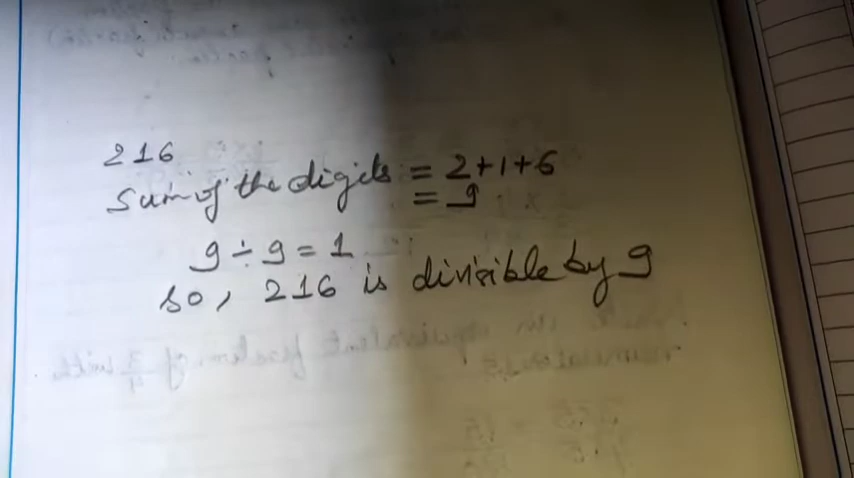 216
Sum of the digits = 2+1+6
= 9
9 ÷ 9 = 1
so, 216 is divisible by 9